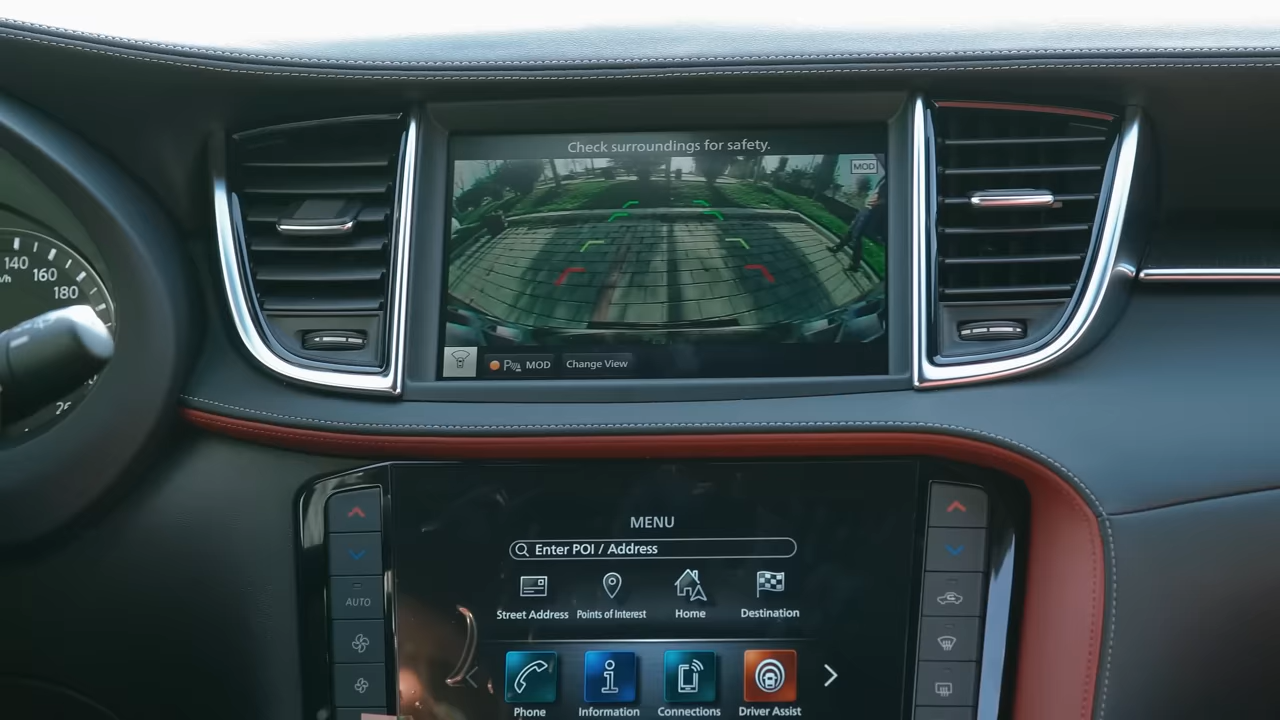 Check surroundings for safety.
MOD
MOD
Change View
140
160
180
MENU
Enter POI / Address
Street Address
Points of Interest
Home
Destination
AUTO
Phone
Information
Connections
Driver Assist